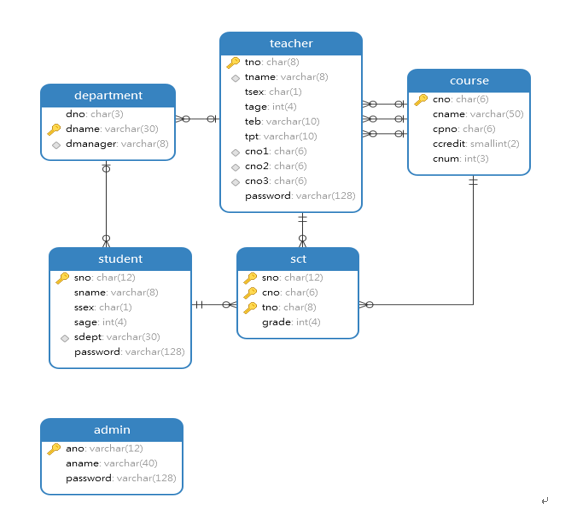 teacher
tno: char(8)
tname: varchar(8)
tsex: char(1)
tage: int(4)
teb: varchar(10)
tpt: varchar(10)
cno1: char(6)
cno2: char(6)
cno3: char(6)
password: varchar(128)
department
dno: char(3)
dname: varchar(30)
dmanager: varchar(8)
course
cno: char(6)
cname: varchar(50)
cpno: char(6)
ccredit: smallint(2)
cnum: int(3)
student
sno: char(12)
sname: varchar(8)
ssex: char(1)
sage: int(4)
sdept: varchar(30)
password: varchar(128)
sct
sno: char(12)
cno: char(6)
tno: char(8)
grade: int(4)
admin
ano: varchar(12)
aname: varchar(40)
password: varchar(128)